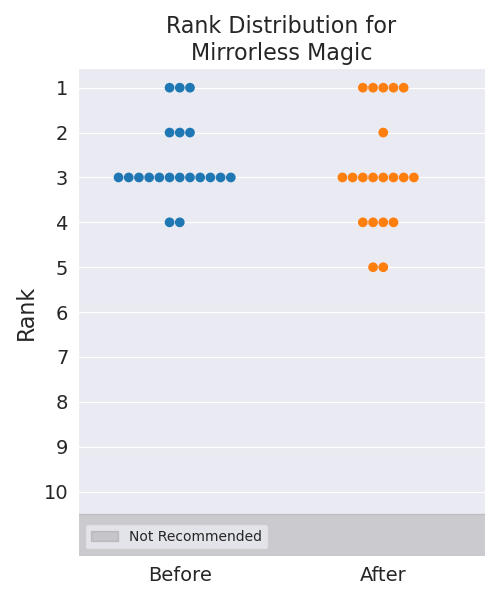 Rank Distribution for
Mirrorless Magic
Rank
1
2
3
4
5
6
7
8
9
10
Not Recommended
Before
After